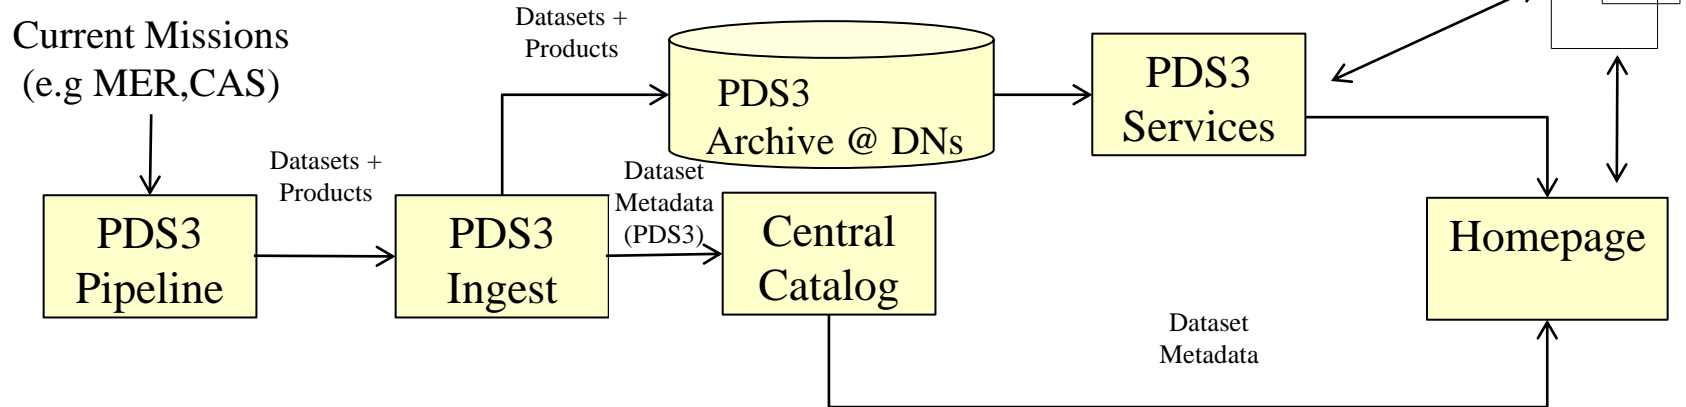 Current Missions
(e.g MER,CAS)
Datasets +
Products
PDS3
Archive @ DNs
PDS3
Services
Datasets +
Products
Dataset
Metadata
(PDS3)
PDS3
Pipeline
PDS3
Ingest
Central
Catalog
Homepage
Dataset
Metadata